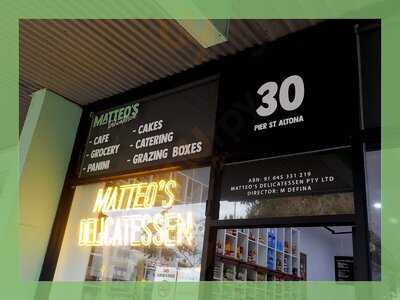 MATTEO'S
DELICATESSEN
- CAFE
- GROCERY
- PANINI
- CAKES
- CATERING
- GRAZING BOXES
30
PIER ST ALTONA
ABN: 91 645 331 219
MATTEO'S DELICATESSEN PTY LTD
DIRECTOR: M DEFINA
MATTEO'S
DELICATESSEN